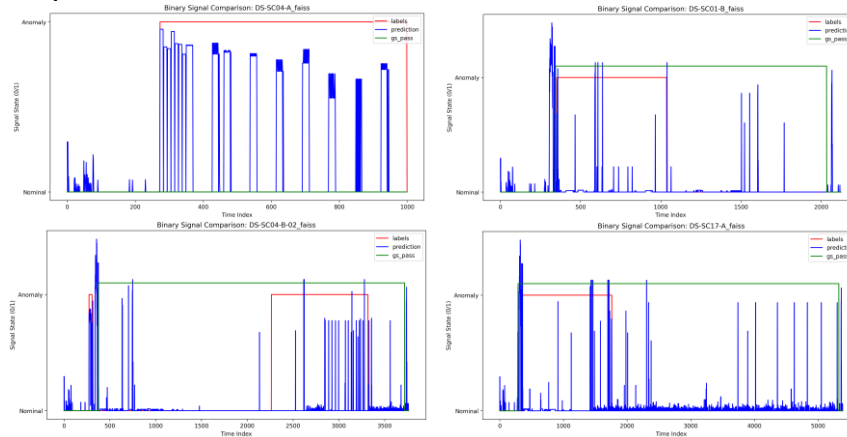 Binary Signal Comparison: DS-SC04-A_faiss
Anomaly
Nominal
Signal State (0/1)
0
200
400
600
800
1000
Time Index
labels
prediction
gs_pass
Binary Signal Comparison: DS-SC01-B_faiss
Anomaly
Nominal
Signal State (0/1)
0
500
1000
1500
2000
Time Index
labels
prediction
gs_pass
Binary Signal Comparison: DS-SC04-B-02_faiss
Anomaly
Nominal
Signal State (0/1)
0
500
1000
1500
2000
2500
3000
3500
Time Index
labels
prediction
gs_pass
Binary Signal Comparison: DS-SC17-A_faiss
Anomaly
Nominal
Signal State (0/1)
0
1000
2000
3000
4000
5000
Time Index
labels
prediction
gs_pass